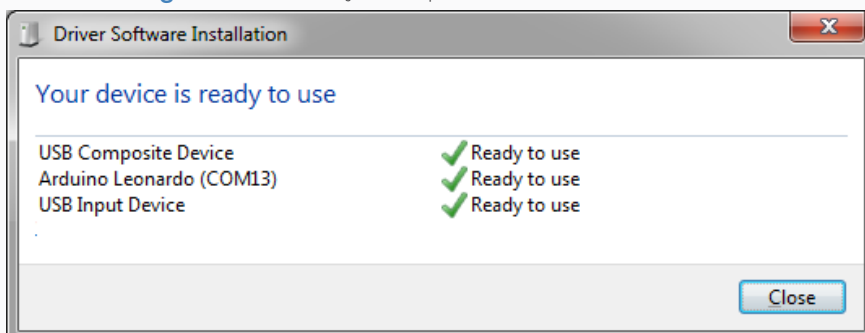 Driver Software Installation
Your device is ready to use
USB Composite Device Ready to use
Arduino Leonardo (COM13) Ready to use
USB Input Device Ready to use
Close